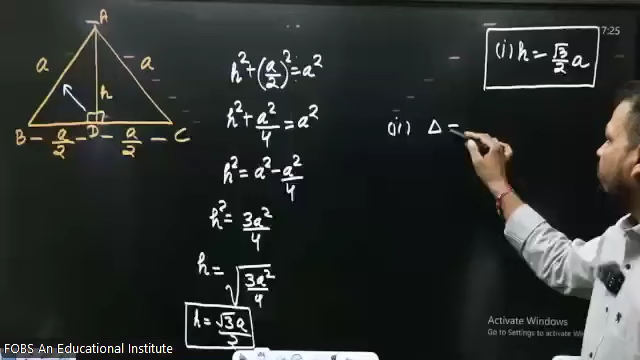 A
a a
h
B - a/2 - D - a/2 - C
h² + (a/2)² = a²
h² + a²/4 = a²
h² = a² - a²/4
h² = 3a²/4
h = √(3a²/4)
h = √3a/2
(i) h = √3/2 a
(ii) Δ =
7:25
Activate Windows
Go to Settings to activate Windows.
FOBS An Educational Institute